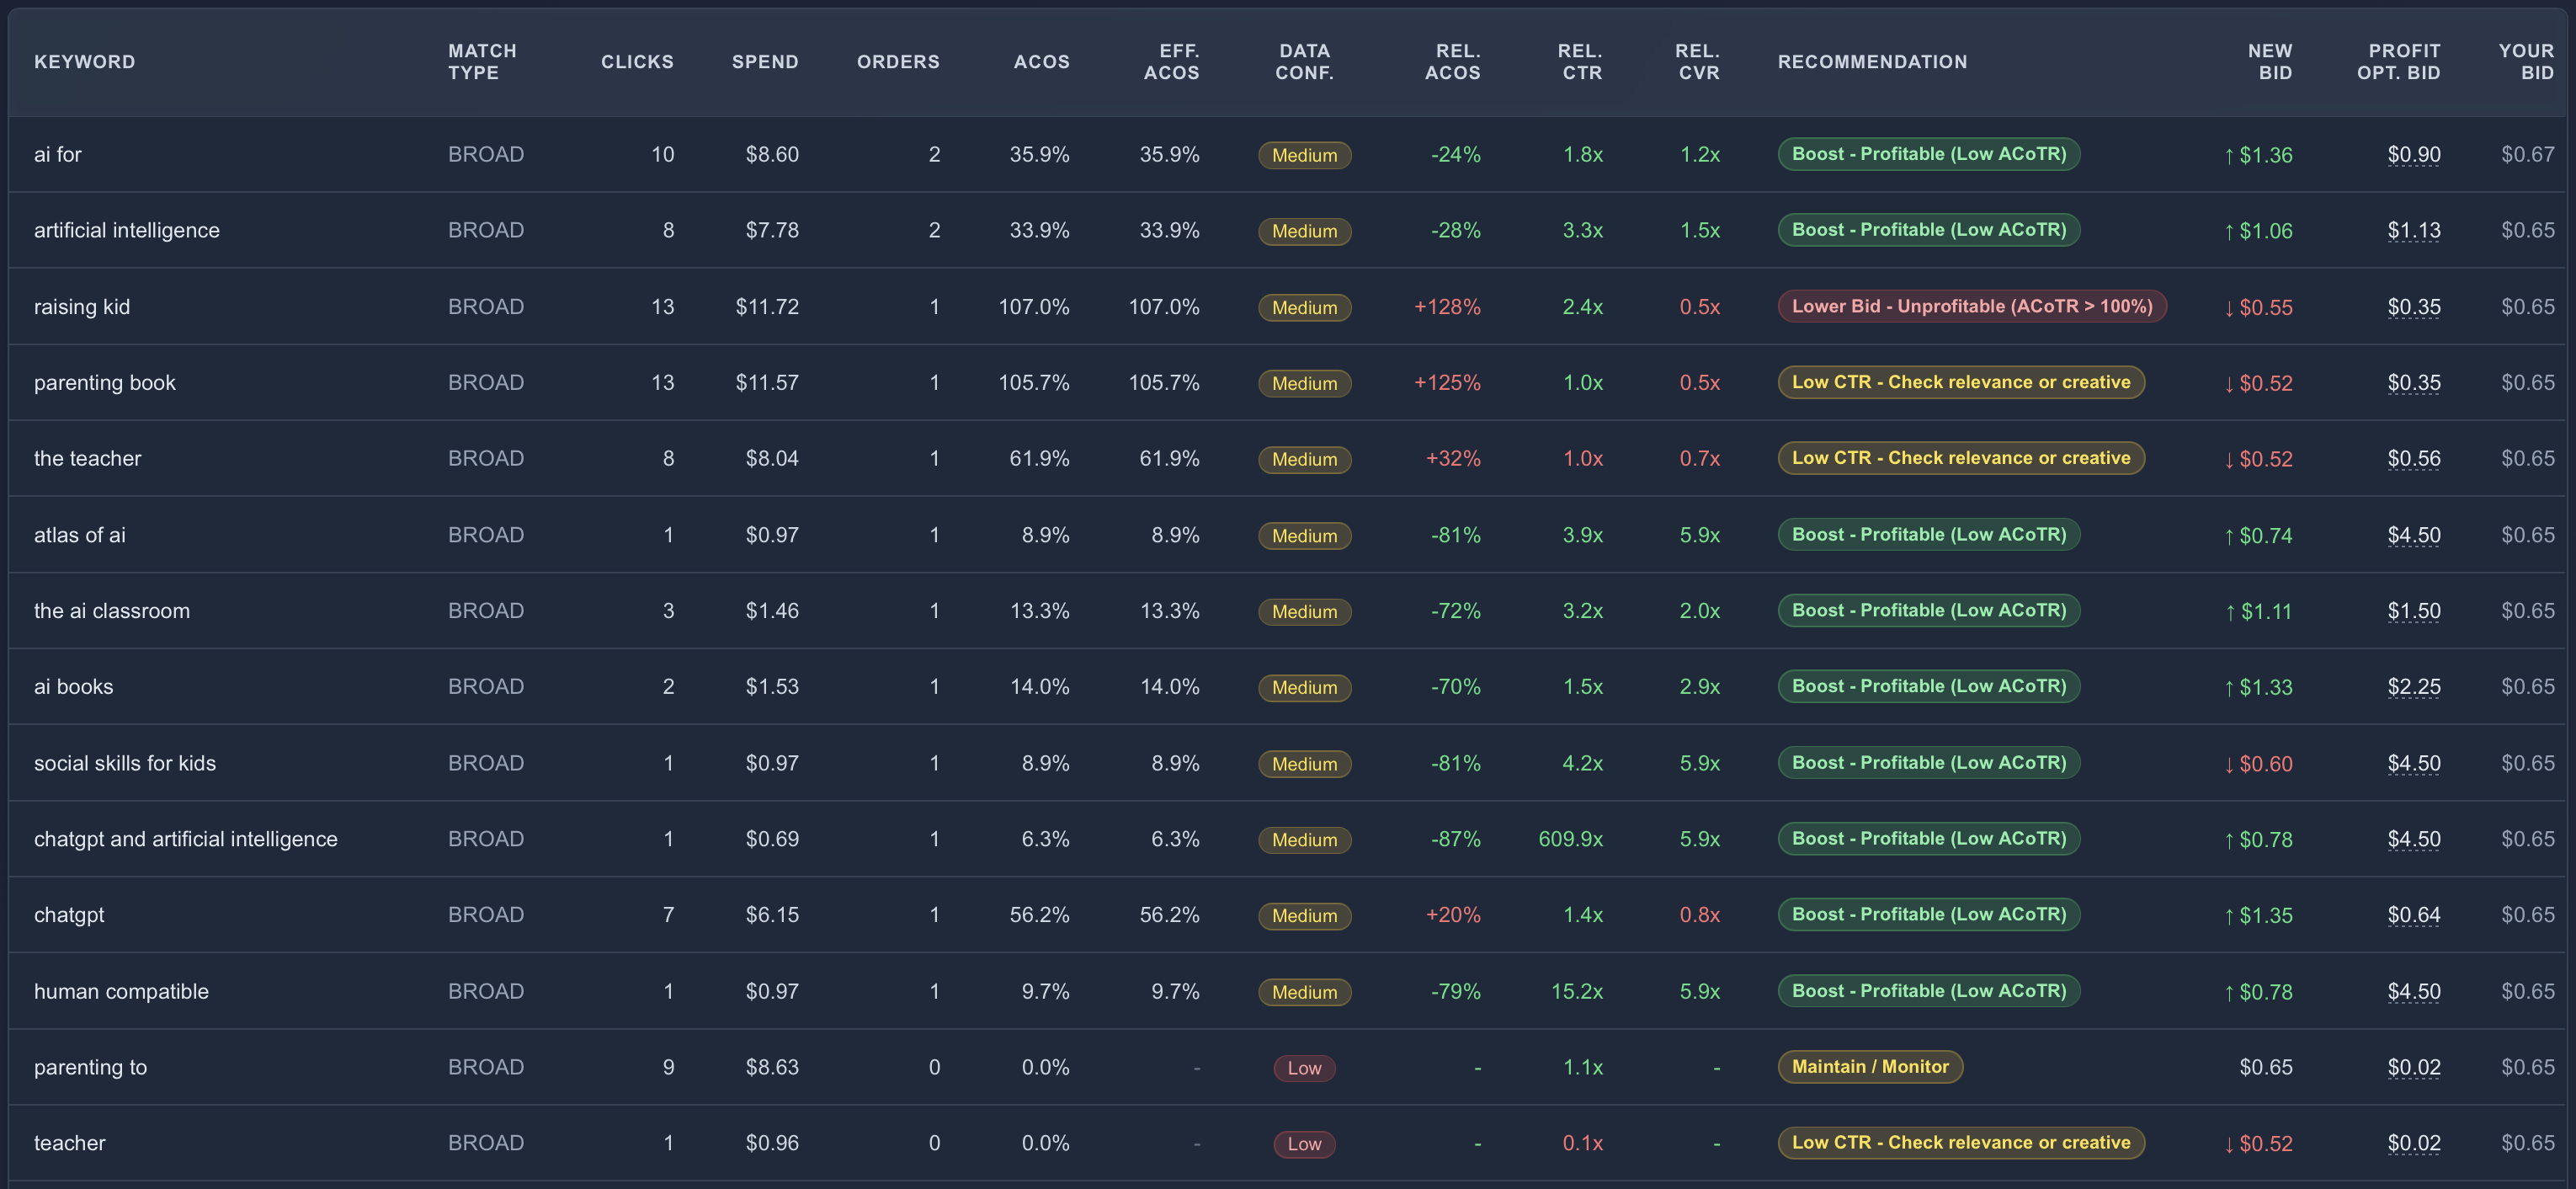 KEYWORD MATCH TYPE CLICKS SPEND ORDERS ACOS EFF. ACOS DATA CONF. REL. ACOS REL. CTR REL. CVR RECOMMENDATION NEW BID PROFIT OPT. BID YOUR BID
ai for BROAD 10 $8.60 2 35.9% 35.9% Medium -24% 1.8x 1.2x Boost - Profitable (Low ACoTR) ↑ $1.36 $0.90 $0.67
artificial intelligence BROAD 8 $7.78 2 33.9% 33.9% Medium -28% 3.3x 1.5x Boost - Profitable (Low ACoTR) ↑ $1.06 $1.13 $0.65
raising kid BROAD 13 $11.72 1 107.0% 107.0% Medium +128% 2.4x 0.5x Lower Bid - Unprofitable (ACoTR > 100%) ↓ $0.55 $0.35 $0.65
parenting book BROAD 13 $11.57 1 105.7% 105.7% Medium +125% 1.0x 0.5x Low CTR - Check relevance or creative ↓ $0.52 $0.35 $0.65
the teacher BROAD 8 $8.04 1 61.9% 61.9% Medium +32% 1.0x 0.7x Low CTR - Check relevance or creative ↓ $0.52 $0.56 $0.65
atlas of ai BROAD 1 $0.97 1 8.9% 8.9% Medium -81% 3.9x 5.9x Boost - Profitable (Low ACoTR) ↑ $0.74 $4.50 $0.65
the ai classroom BROAD 3 $1.46 1 13.3% 13.3% Medium -72% 3.2x 2.0x Boost - Profitable (Low ACoTR) ↑ $1.11 $1.50 $0.65
ai books BROAD 2 $1.53 1 14.0% 14.0% Medium -70% 1.5x 2.9x Boost - Profitable (Low ACoTR) ↑ $1.33 $2.25 $0.65
social skills for kids BROAD 1 $0.97 1 8.9% 8.9% Medium -81% 4.2x 5.9x Boost - Profitable (Low ACoTR) ↓ $0.60 $4.50 $0.65
chatgpt and artificial intelligence BROAD 1 $0.69 1 6.3% 6.3% Medium -87% 609.9x 5.9x Boost - Profitable (Low ACoTR) ↑ $0.78 $4.50 $0.65
chatgpt BROAD 7 $6.15 1 56.2% 56.2% Medium +20% 1.4x 0.8x Boost - Profitable (Low ACoTR) ↑ $1.35 $0.64 $0.65
human compatible BROAD 1 $0.97 1 9.7% 9.7% Medium -79% 15.2x 5.9x Boost - Profitable (Low ACoTR) ↑ $0.78 $4.50 $0.65
parenting to BROAD 9 $8.63 0 0.0% - Low - 1.1x - Maintain / Monitor $0.65 $0.02 $0.65
teacher BROAD 1 $0.96 0 0.0% - Low - 0.1x - Low CTR - Check relevance or creative ↓ $0.52 $0.02 $0.65